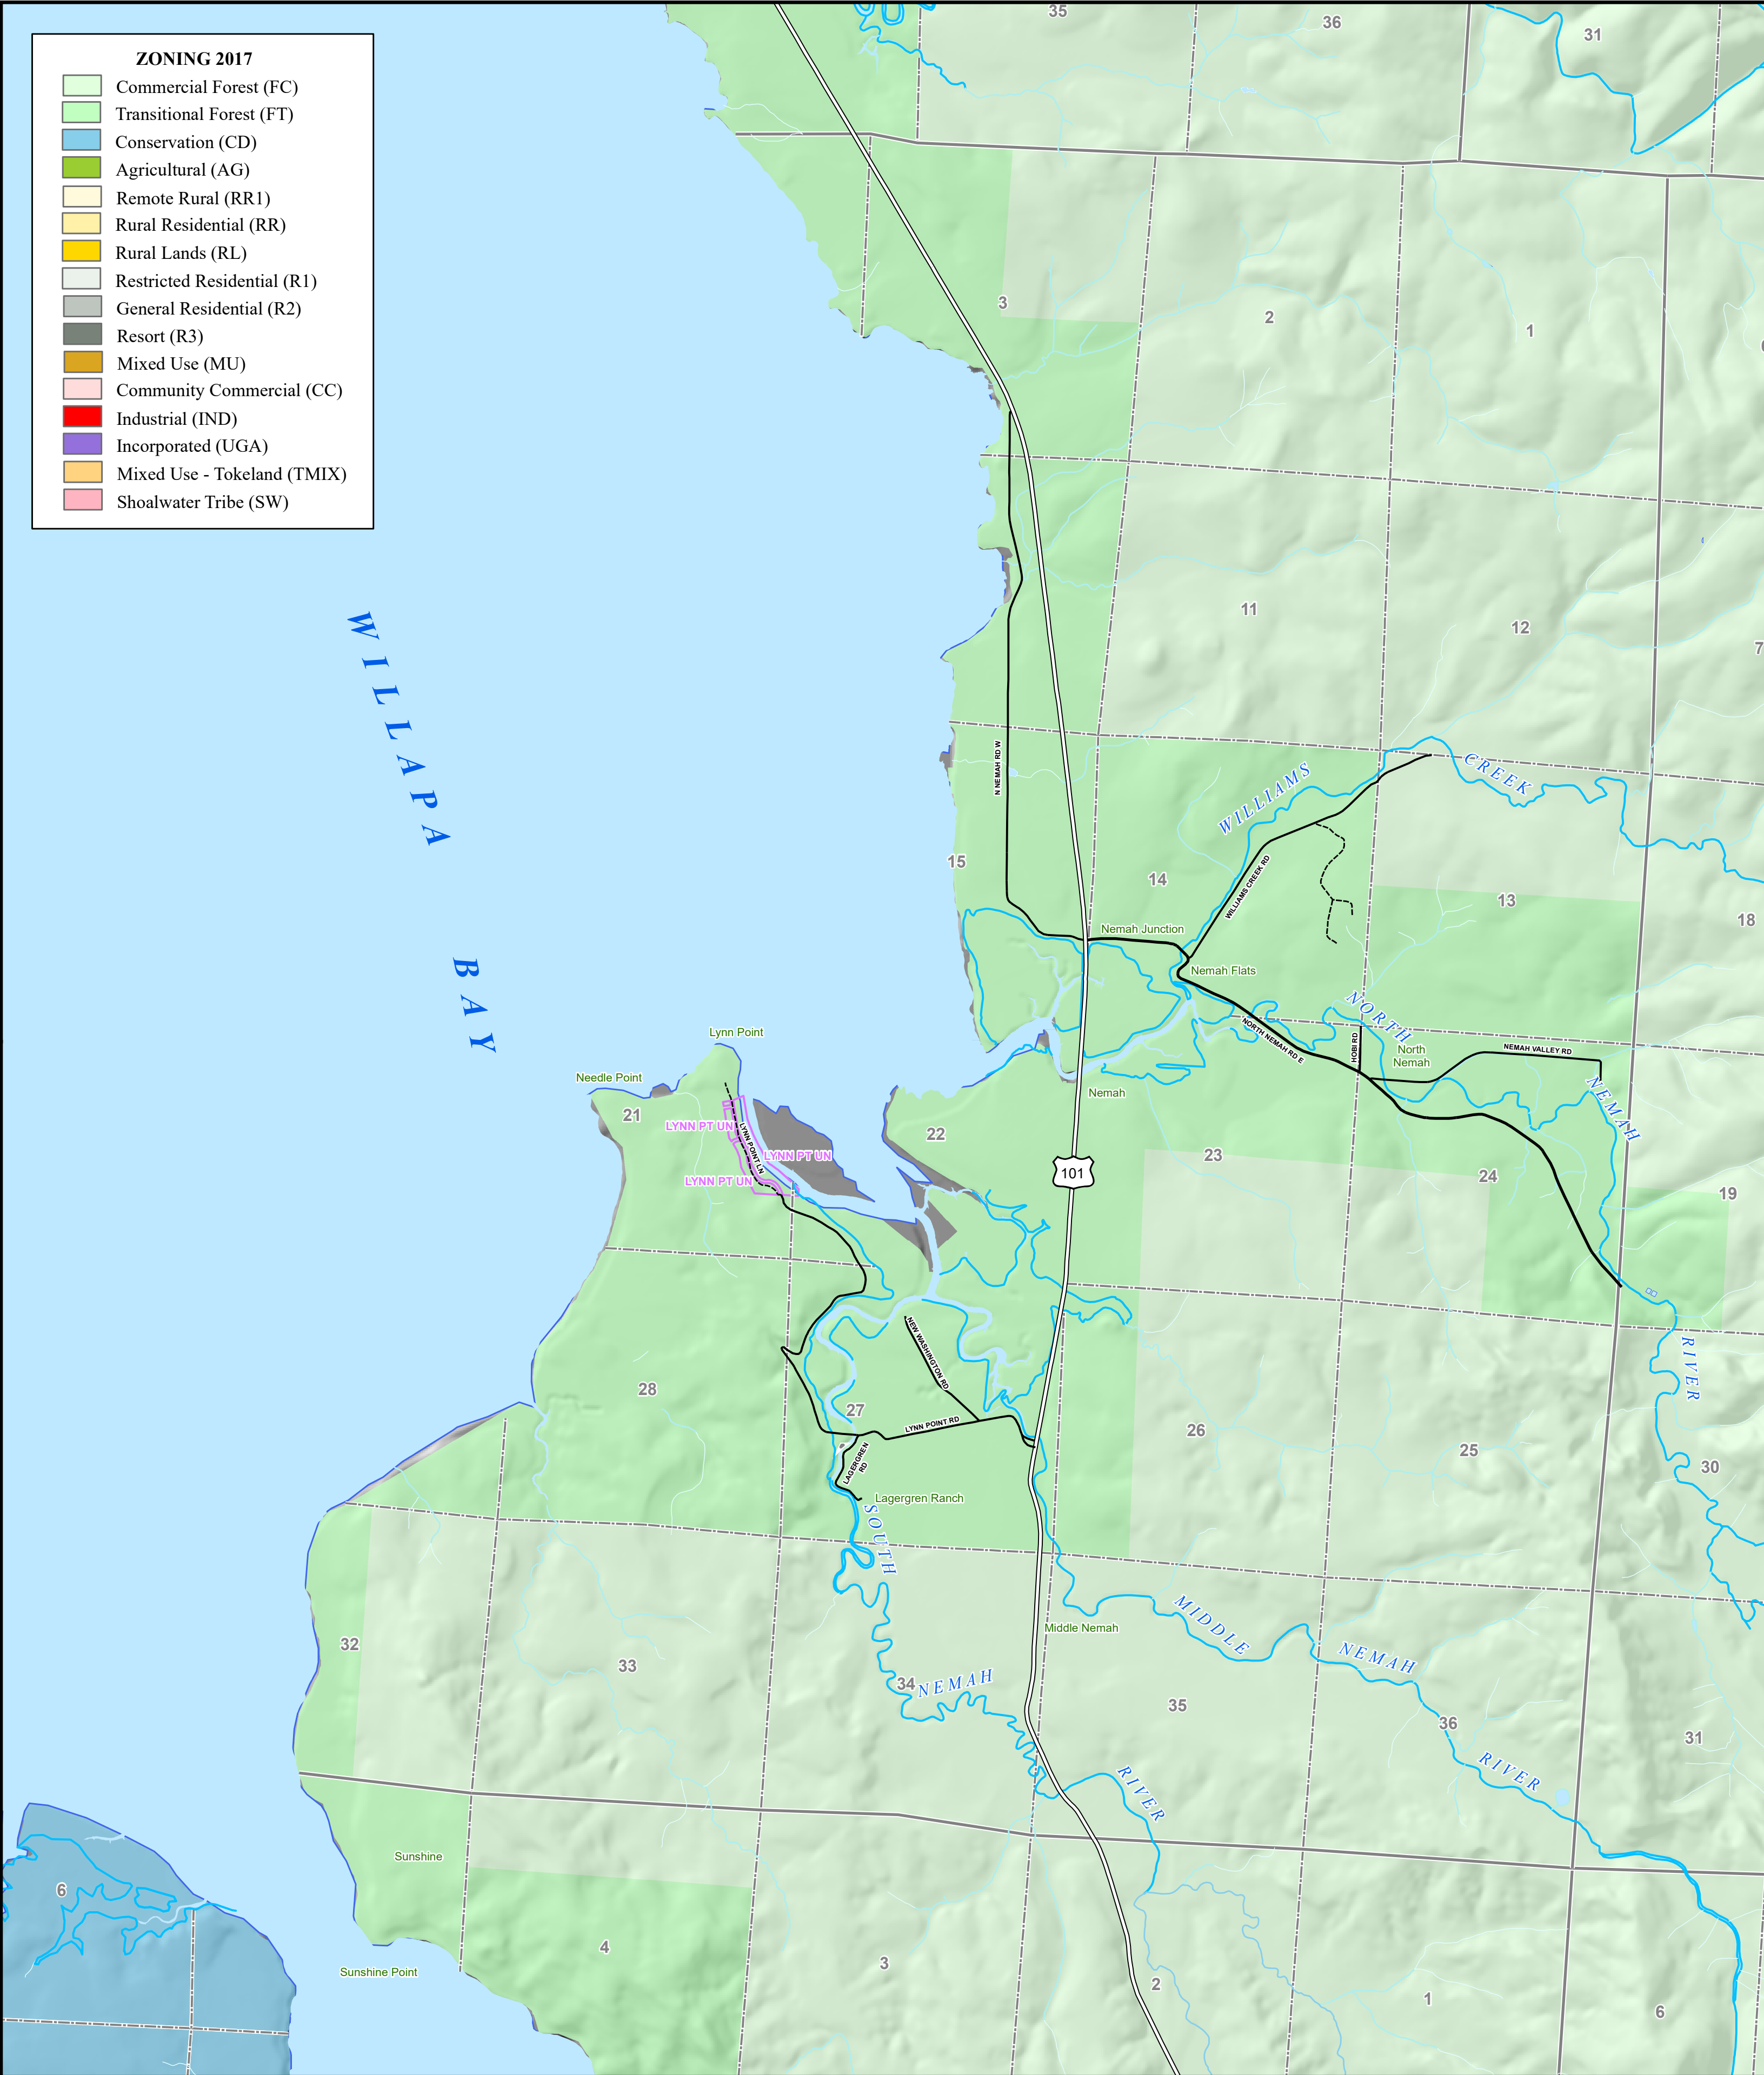 ZONING 2017
Commercial Forest (FC)
Transitional Forest (FT)
Conservation (CD)
Agricultural (AG)
Remote Rural (RR1)
Rural Residential (RR)
Rural Lands (RL)
Restricted Residential (R1)
General Residential (R2)
Resort (R3)
Mixed Use (MU)
Community Commercial (CC)
Industrial (IND)
Incorporated (UGA)
Mixed Use - Tokeland (TMIX)
Shoalwater Tribe (SW)
35
36
31
3
2
1
WILLAPA
BAY
11
12
7
N NEMAH RD W
WILLIAMS
CREEK
15
14
WILLIAMS CREEK RD
13
18
Nemah Junction
Nemah Flats
NORTH
NEMAH
RIVER
NORTH NEMAH RD E
HOBI RD
North
Nemah
NEMAH VALLEY RD
Lynn Point
Needle Point
Nemah
21
LYNN PT UN
LYNN POINT LN
LYNN PT UN
LYNN PT UN
22
101
23
24
19
28
27
NEW WASHINGTON RD
LYNN POINT RD
LAGERGREN
RD
Lagergren Ranch
26
25
30
SOUTH
NEMAH
RIVER
Middle Nemah
MIDDLE
NEMAH
RIVER
32
33
34
35
36
31
Sunshine
6
Sunshine Point
4
3
2
1
6